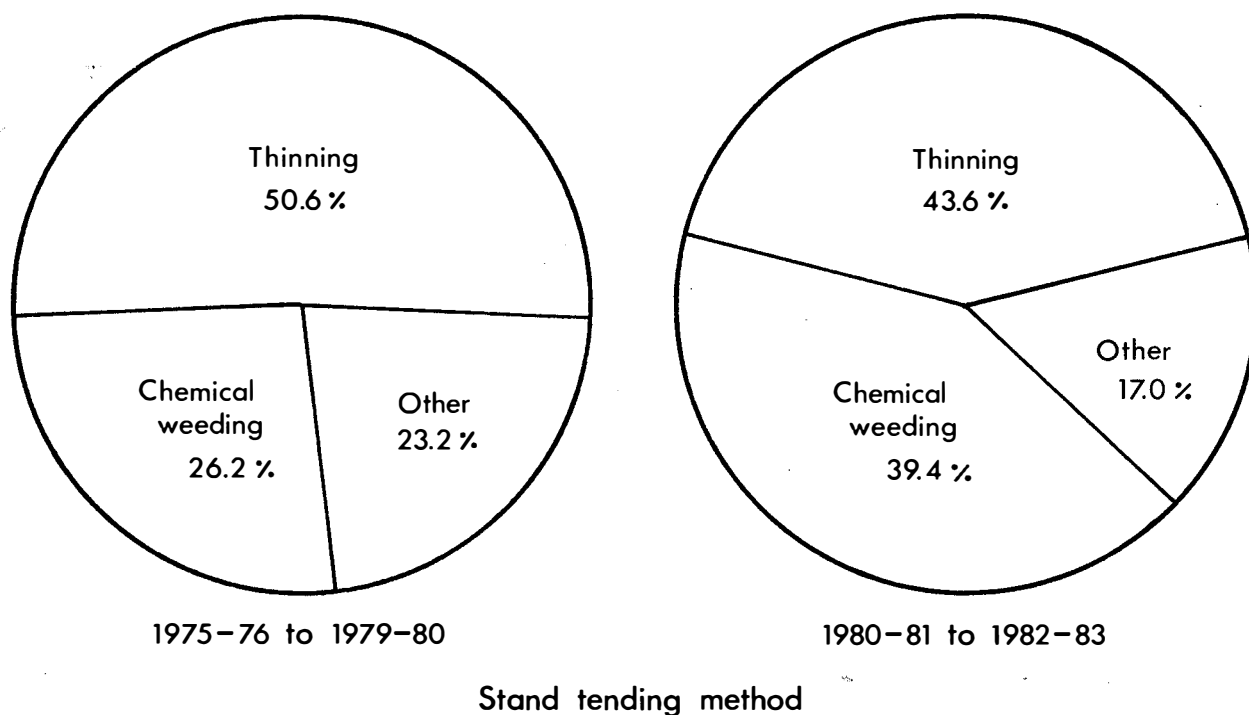 Thinning
50.6 %
Chemical
weeding
26.2 %
Other
23.2 %
1975-76 to 1979-80
Thinning
43.6 %
Other
17.0 %
Chemical
weeding
39.4 %
1980-81 to 1982-83
Stand tending method